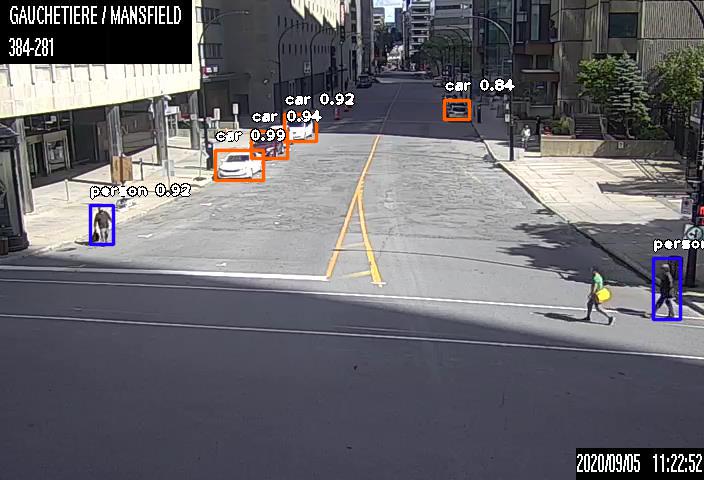 GAUCHETIERE / MANSFIELD
384-281
car 0.84
car 0.92
car 0.94
car 0.99
person 0.92
person
2020/09/05 11:22:52